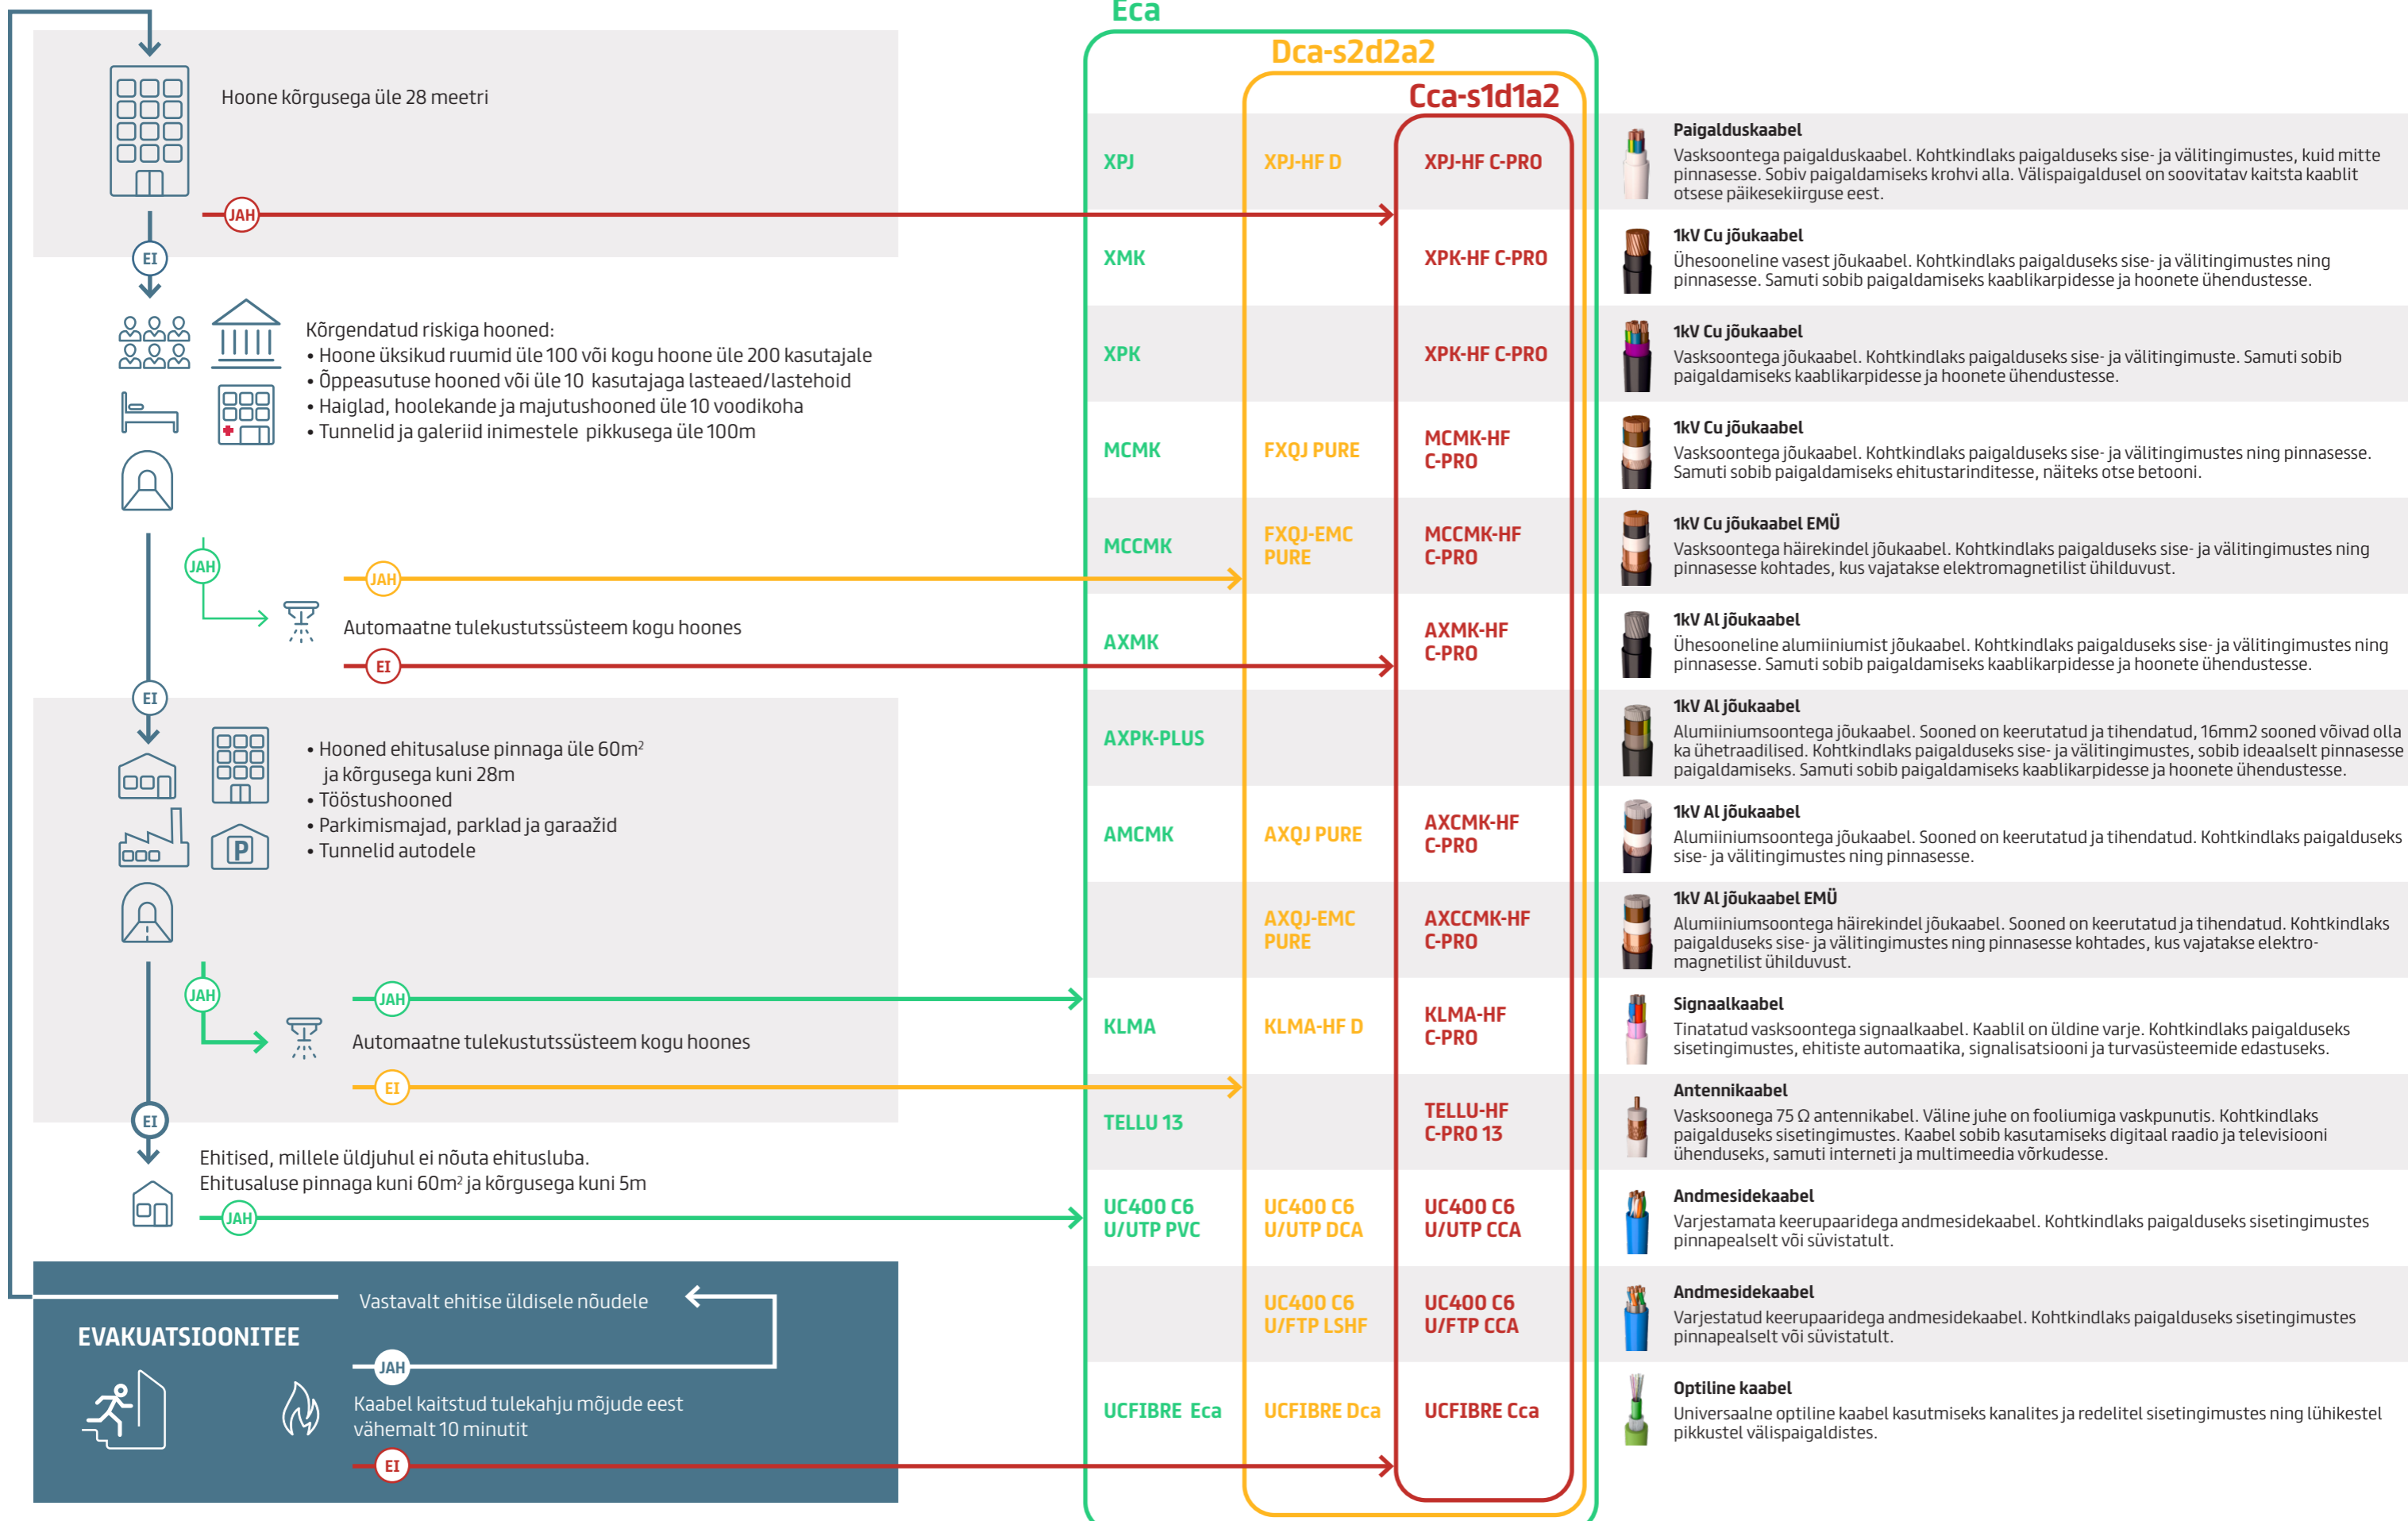 Hoone kõrgusega üle 28 meetri
JAH
EI
Kõrgendatud riskiga hooned:
• Hoone üksikud ruumid üle 100 või kogu hoone üle 200 kasutajale
• Õppeasutuse hooned või üle 10 kasutajaga lasteaed/lastehoid
• Haiglad, hoolekande ja majutushooned üle 10 voodikoha
• Tunnelid ja galeriid inimestele pikkusega üle 100m
JAH
JAH
Automaatne tulekustutssüsteem kogu hoones
EI
EI
• Hooned ehitusaluse pinnaga üle 60m²
ja kõrgusega kuni 28m
• Tööstushooned
• Parkimismajad, parklad ja garaažid
• Tunnelid autodele
P
JAH
JAH
Automaatne tulekustutssüsteem kogu hoones
EI
EI
Ehitised, millele üldjuhul ei nõuta ehitusluba.
Ehitusaluse pinnaga kuni 60m² ja kõrgusega kuni 5m
JAH
Vastavalt ehitise üldisele nõudele
EVAKUATSIOONITEE
JAH
Kaabel kaitstud tulekahju mõjude eest
vähemalt 10 minutit
EI
Eca
Dca-s2d2a2
Cca-s1d1a2
XPJ
XPJ-HF D
XPJ-HF C-PRO
Paigalduskaabel
Vasksoontega paigalduskaabel. Kohtkindlaks paigalduseks sise- ja välitingimustes, kuid mitte
pinnasesse. Sobiv paigaldamiseks krohvi alla. Välispaigaldusel on soovitatav kaitsta kaablit
otsese päikesekiirguse eest.
XMK
XPK-HF C-PRO
1kV Cu jõukaabel
Ühesooneline vasest jõukaabel. Kohtkindlaks paigalduseks sise- ja välitingimustes ning
pinnasesse. Samuti sobib paigaldamiseks kaablikarpidesse ja hoonete ühendustesse.
XPK
XPK-HF C-PRO
1kV Cu jõukaabel
Vasksoontega jõukaabel. Kohtkindlaks paigalduseks sise- ja välitingimuste. Samuti sobib
paigaldamiseks kaablikarpidesse ja hoonete ühendustesse.
MCMK
FXQJ PURE
MCMK-HF
C-PRO
1kV Cu jõukaabel
Vasksoontega jõukaabel. Kohtkindlaks paigalduseks sise- ja välitingimustes ning pinnasesse.
Samuti sobib paigaldamiseks ehitustarinditesse, näiteks otse betooni.
MCCMK
FXQJ-EMC
PURE
MCCMK-HF
C-PRO
1kV Cu jõukaabel EMÜ
Vasksoontega häirekindel jõukaabel. Kohtkindlaks paigalduseks sise- ja välitingimustes ning
pinnasesse kohtades, kus vajatakse elektromagnetilist ühilduvust.
AXMK
AXMK-HF
C-PRO
1kV Al jõukaabel
Ühesooneline alumiiniumist jõukaabel. Kohtkindlaks paigalduseks sise- ja välitingimustes ning
pinnasesse. Samuti sobib paigaldamiseks kaablikarpidesse ja hoonete ühendustesse.
AXPK-PLUS
1kV Al jõukaabel
Alumiiniumsoontega jõukaabel. Sooned on keerutatud ja tihendatud, 16mm2 sooned võivad olla
ka ühetraadilised. Kohtkindlaks paigalduseks sise- ja välitingimustes, sobib ideaalselt pinnasesse
paigaldamiseks. Samuti sobib paigaldamiseks kaablikarpidesse ja hoonete ühendustesse.
AMCMK
AXQJ PURE
AXCMK-HF
C-PRO
1kV Al jõukaabel
Alumiiniumsoontega jõukaabel. Sooned on keerutatud ja tihendatud. Kohtkindlaks paigalduseks
sise- ja välitingimustes ning pinnasesse.
AXQJ-EMC
PURE
AXCCMK-HF
C-PRO
1kV Al jõukaabel EMÜ
Alumiiniumsoontega häirekindel jõukaabel. Sooned on keerutatud ja tihendatud. Kohtkindlaks
paigalduseks sise- ja välitingimustes ning pinnasesse kohtades, kus vajatakse elektro-
magnetilist ühilduvust.
KLMA
KLMA-HF D
KLMA-HF
C-PRO
Signaalkaabel
Tinatatud vasksoontega signaalkaabel. Kaablil on üldine varje. Kohtkindlaks paigalduseks
sisetingimustes, ehitiste automaatika, signalisatsiooni ja turvasüsteemide edastuseks.
TELLU 13
TELLU-HF
C-PRO 13
Antennikaabel
Vasksoonega 75 Ω antennikabel. Väline juhe on fooliumiga vaskpunutis. Kohtkindlaks
paigalduseks sisetingimustes. Kaabel sobib kasutamiseks digitaal raadio ja televisiooni
ühenduseks, samuti interneti ja multimeedia võrkudesse.
UC400 C6
U/UTP PVC
UC400 C6
U/UTP DCA
UC400 C6
U/UTP CCA
Andmesidekaabel
Varjestamata keerupaaridega andmesidekaabel. Kohtkindlaks paigalduseks sisetingimustes
pinnapealselt või süvistatult.
UC400 C6
U/FTP LSHF
UC400 C6
U/FTP CCA
Andmesidekaabel
Varjestatud keerupaaridega andmesidekaabel. Kohtkindlaks paigalduseks sisetingimustes
pinnapealselt või süvistatult.
UCFIBRE Eca
UCFIBRE Dca
UCFIBRE Cca
Optiline kaabel
Universaalne optiline kaabel kasutmiseks kanalites ja redelitel sisetingimustes ning lühikestel
pikkustel välispaigaldistes.